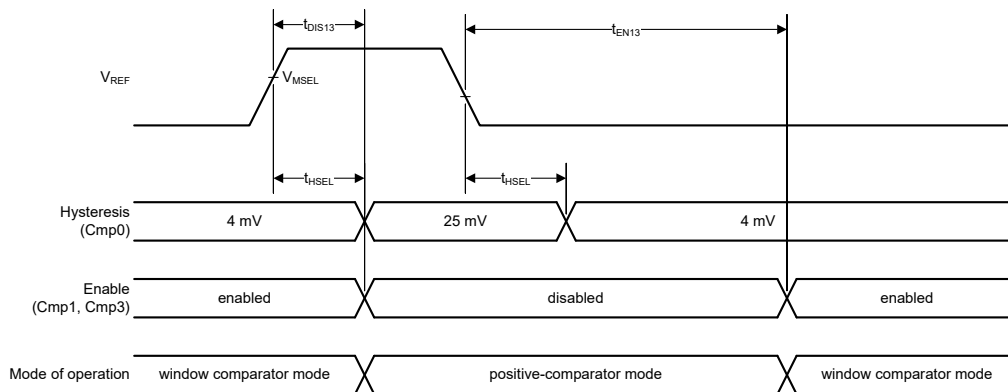 tDIS13
tEN13
VREF
VMSEL
tHSEL
tHSEL
Hysteresis
(Cmp0)
4 mV
25 mV
4 mV
Enable
(Cmp1, Cmp3)
enabled
disabled
enabled
Mode of operation
window comparator mode
positive-comparator mode
window comparator mode